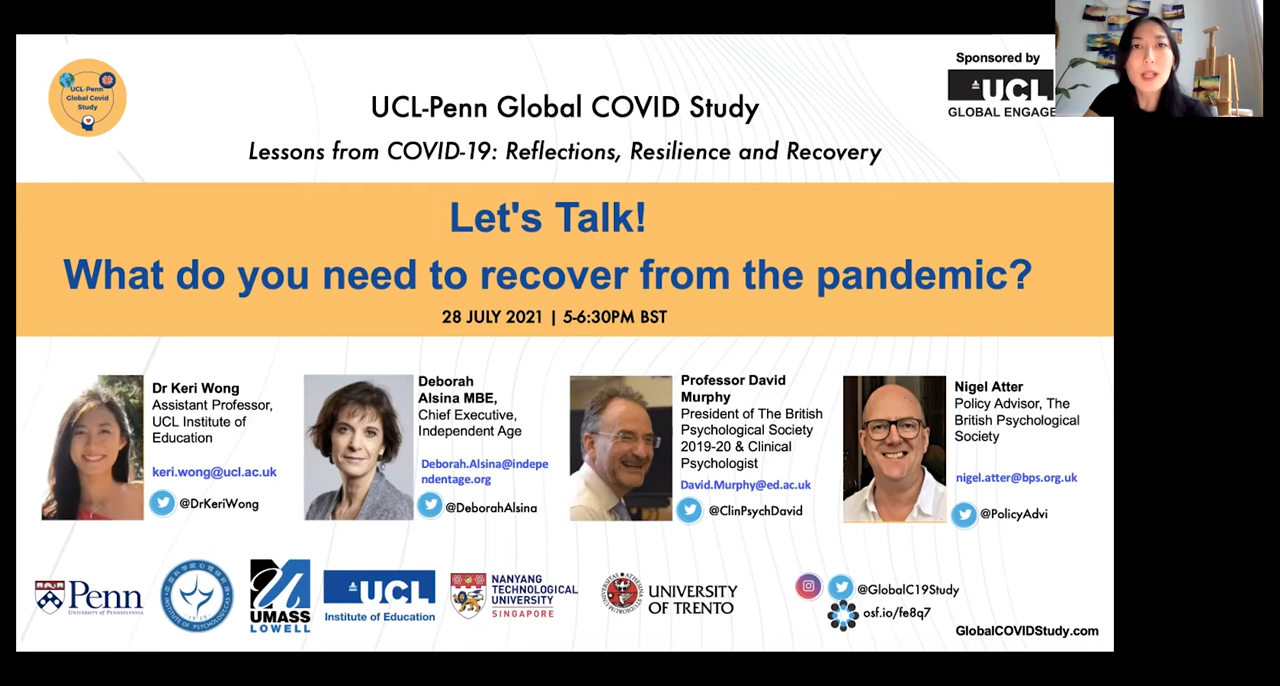 UCL-Penn
Global Covid
Study
UCL-Penn Global COVID Study
Lessons from COVID-19: Reflections, Resilience and Recovery
Sponsored by
UCL
GLOBAL ENGAGE
Let's Talk!
What do you need to recover from the pandemic?
28 JULY 2021 | 5-6:30PM BST
Dr Keri Wong
Assistant Professor,
UCL Institute of
Education
keri.wong@ucl.ac.uk
@DrKeriWong
Deborah
Alsina MBE,
Chief Executive,
Independent Age
Deborah.Alsina@indepe
ndentage.org
@DeborahAlsina
Professor David
Murphy
President of The British
Psychological Society
2019-20 & Clinical
Psychologist
David.Murphy@ed.ac.uk
@ClinPsychDavid
Nigel Atter
Policy Advisor, The
British Psychological
Society
nigel.atter@bps.org.uk
@PolicyAdvi
Penn
UNIVERSITY OF PENNSYLVANIA
UMASS
LOWELL
UCL
Institute of Education
NANYANG
TECHNOLOGICAL
UNIVERSITY
SINGAPORE
UNIVERSITY
OF TRENTO
@GlobalC19Study
osf.io/fe8q7
GlobalCOVIDStudy.com